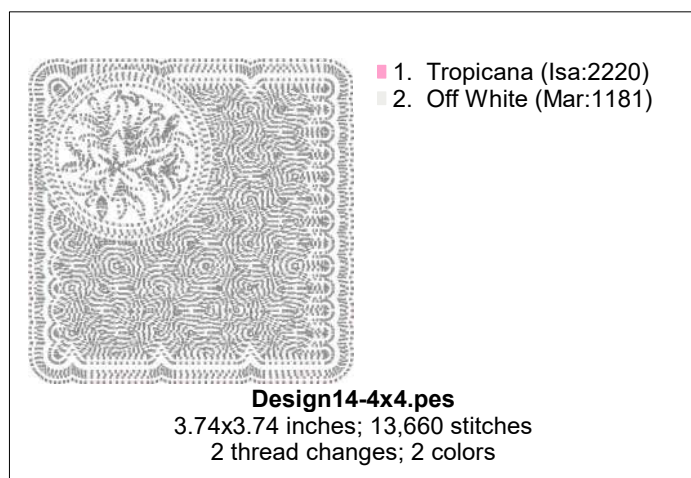 1. Tropicana (Isa:2220)
2. Off White (Mar:1181)
Design14-4x4.pes
3.74x3.74 inches; 13,660 stitches
2 thread changes; 2 colors